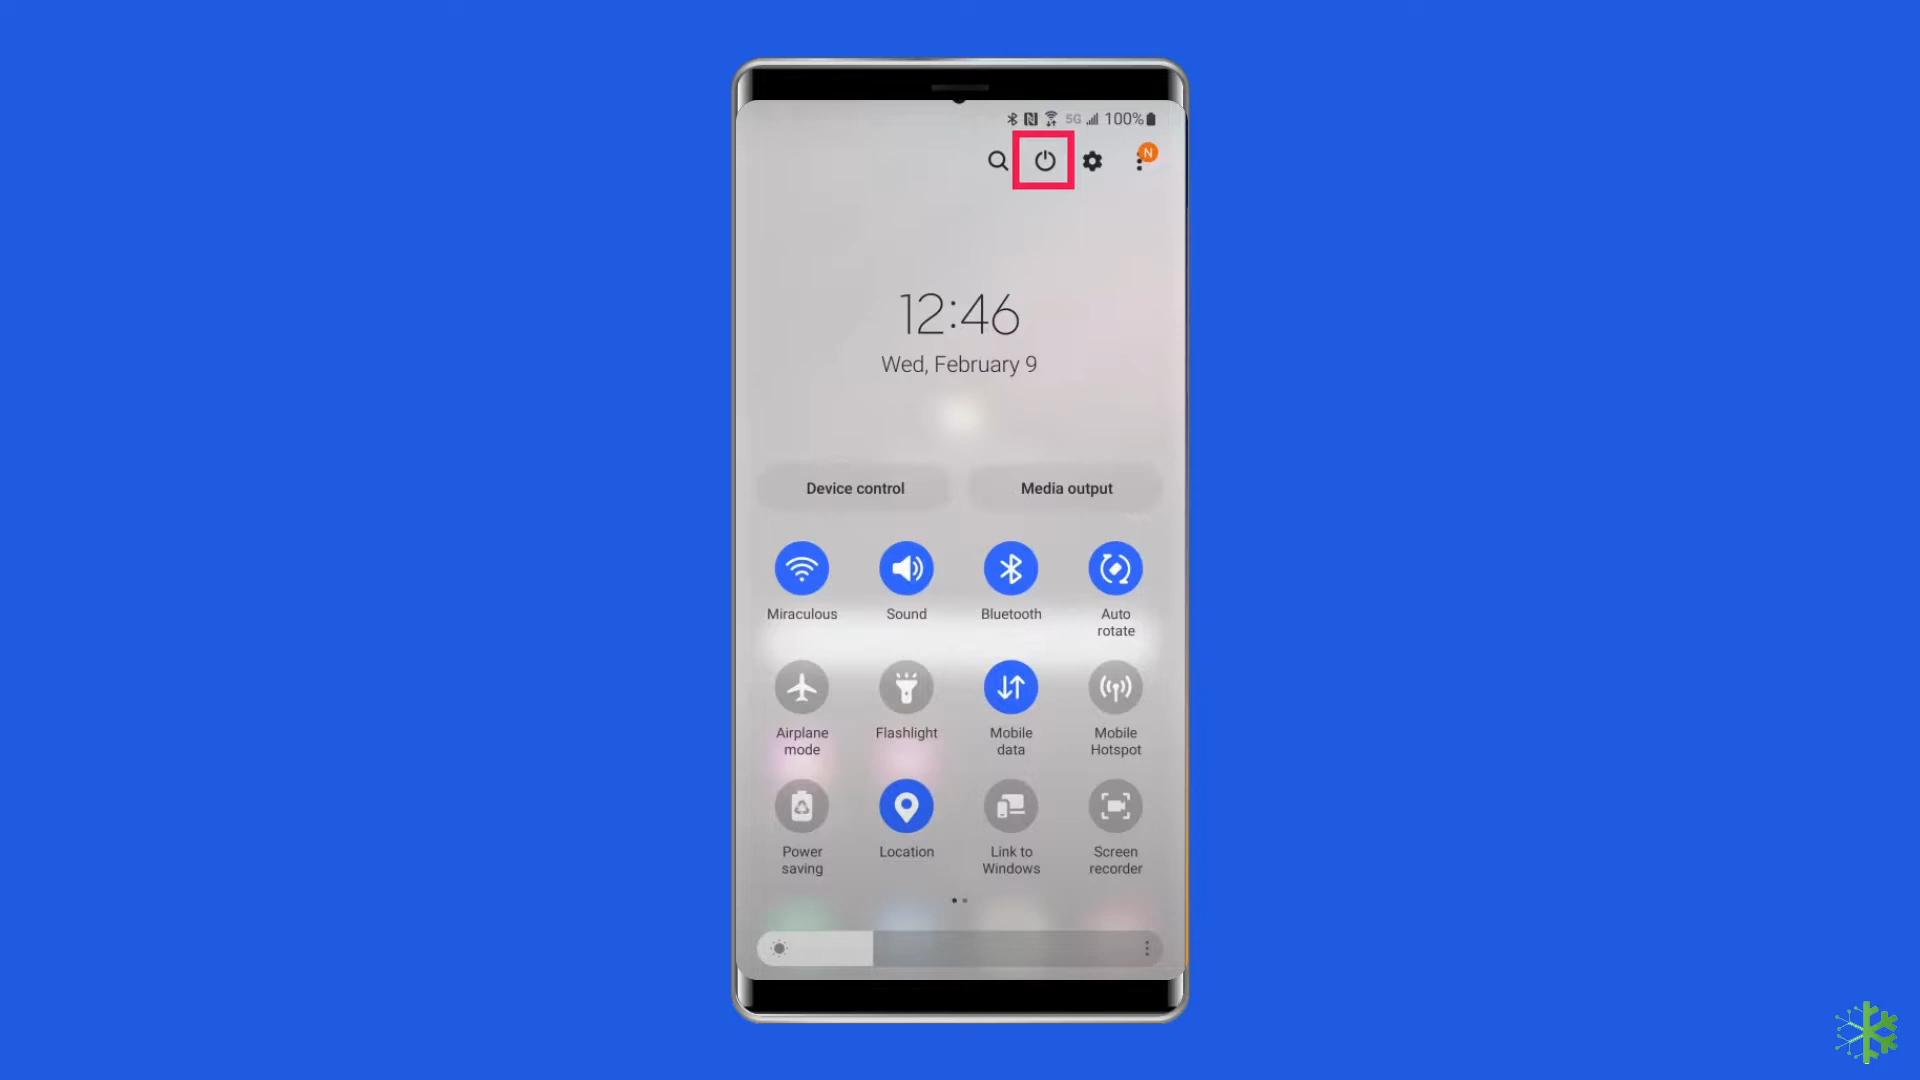 5G 100%
N
12:46
Wed, February 9
Device control Media output
Miraculous Sound Bluetooth Auto rotate
Airplane mode Flashlight Mobile data Mobile Hotspot
Power saving Location Link to Windows Screen recorder